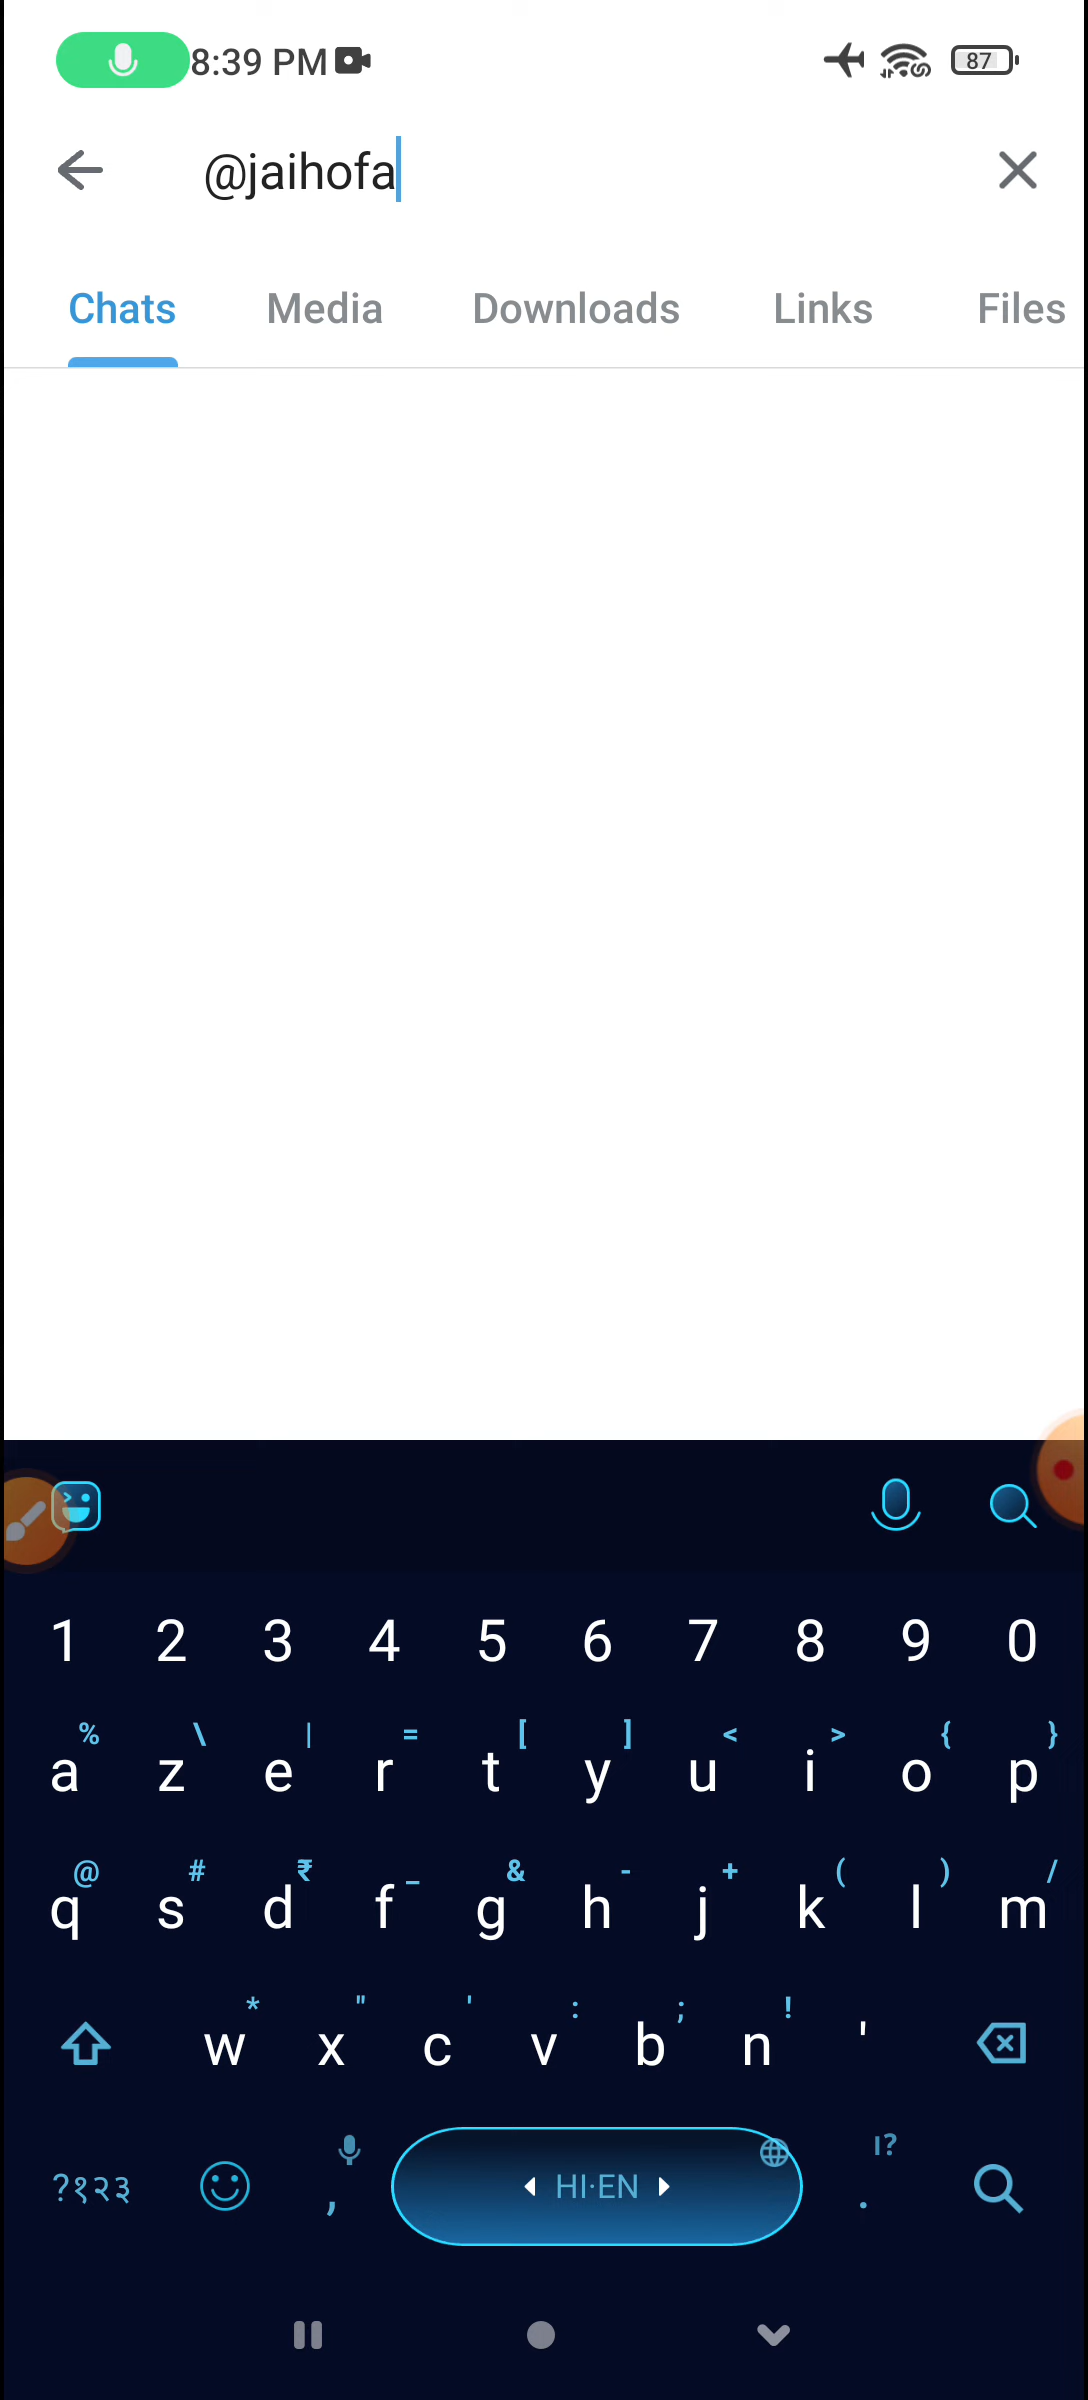 8:39 PM 87
@jaihofa
Chats Media Downloads Links Files
1 2 3 4 5 6 7 8 9 0
% \ | = [ ] < > { }
a z e r t y u i o p
@ # ₹ _ & - + ( ) /
q s d f g h j k l m
* " ' : ; !
w x c v b n '
?१२३ , HI·EN . ।?